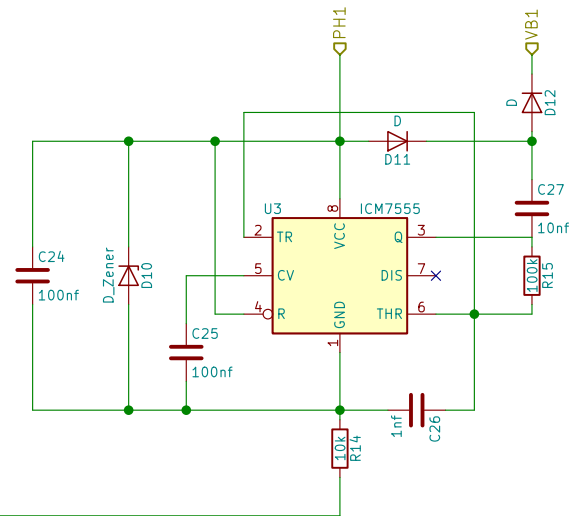 PH1
VB1
D
D12
D
D11
C27
10nf
U3
ICM7555
8
VCC
2
TR
Q
3
C24
100nf
D_Zener
D10
5
CV
DIS
7
100k
R15
4
R
GND
THR
6
1
C25
100nf
1nf
C26
10k
R14